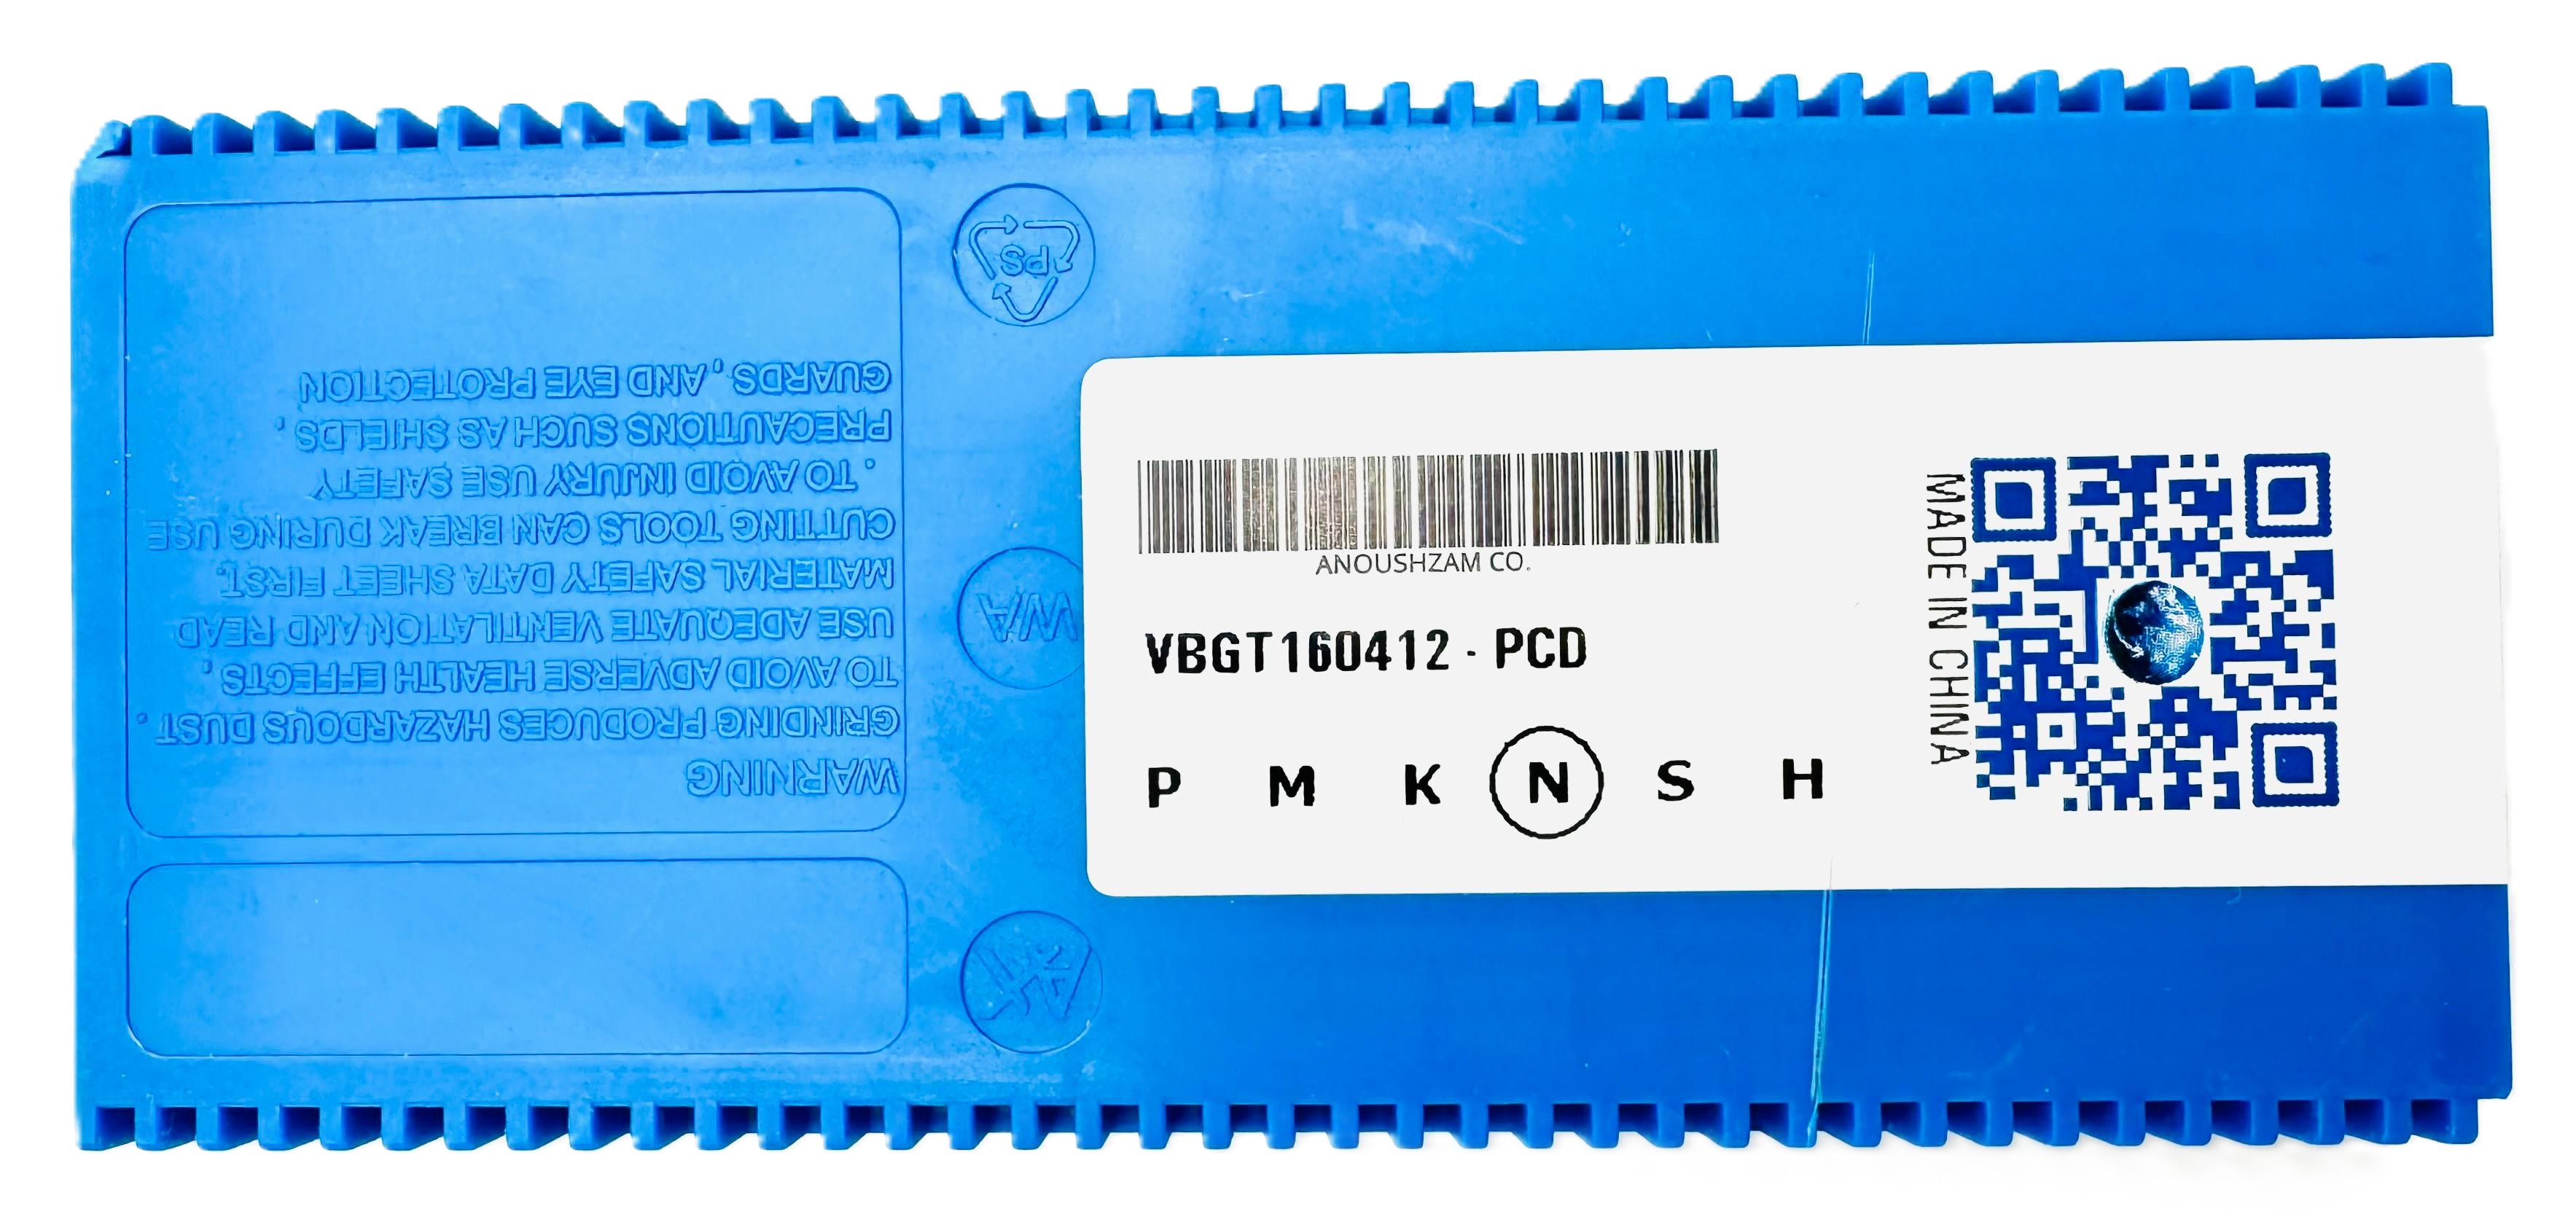 PS
GUARDS, AND EYE PROTECTION
PRECAUTIONS SUCH AS SHIELDS,
. TO AVOID INJURY USE SAFETY
CUTTING TOOLS CAN BREAK DURING USE
MATERIAL SAFETY DATA SHEET FIRST.
USE ADEQUATE VENTILATION AND READ
TO AVOID ADVERSE HEALTH EFFECTS,
GRINDING PRODUCES HAZARDOUS DUST.
WARNING
ANOUSHZAM CO.
VBGT160412 - PCD
P M K N S H
MADE IN CHINA